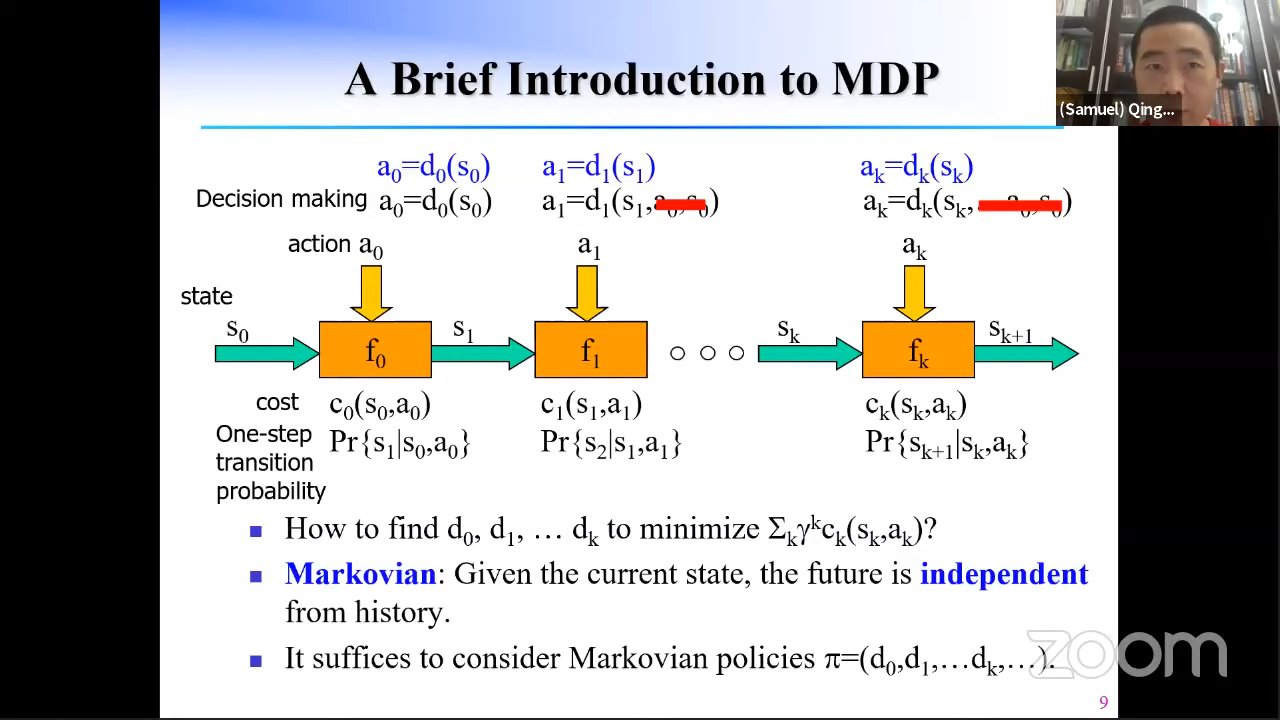 A Brief Introduction to MDP
(Samuel) Qing...
a₀=d₀(s₀) a₁=d₁(s₁) aₖ=dₖ(sₖ)
Decision making a₀=d₀(s₀) a₁=d₁(s₁,a₀,s₀) aₖ=dₖ(sₖ,...a₀,s₀)
action a₀ a₁ aₖ
state
s₀ s₁ sₖ sₖ₊₁
f₀ f₁ fₖ
cost c₀(s₀,a₀) c₁(s₁,a₁) cₖ(sₖ,aₖ)
One-step transition probability Pr{s₁|s₀,a₀} Pr{s₂|s₁,a₁} Pr{sₖ₊₁|sₖ,aₖ}
How to find d₀, d₁, … dₖ to minimize Σₖγᵏcₖ(sₖ,aₖ)?
Markovian: Given the current state, the future is independent
from history.
It suffices to consider Markovian policies π=(d₀,d₁,…dₖ,…).
zoom
9